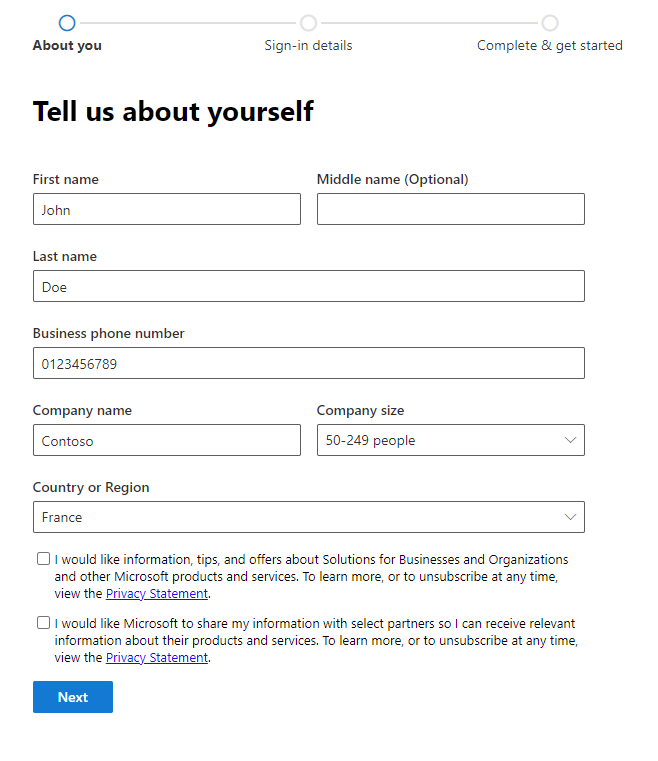 About you
Sign-in details
Complete & get started
Tell us about yourself
First name
Middle name (Optional)
John
Last name
Doe
Business phone number
0123456789
Company name
Company size
Contoso
50-249 people
Country or Region
France
I would like information, tips, and offers about Solutions for Businesses and Organizations
and other Microsoft products and services. To learn more, or to unsubscribe at any time,
view the Privacy Statement.
I would like Microsoft to share my information with select partners so I can receive relevant
information about their products and services. To learn more, or to unsubscribe at any time,
view the Privacy Statement.
Next